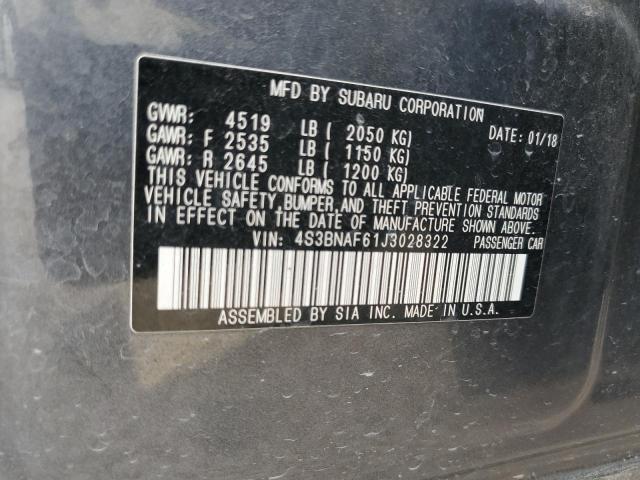 MFD BY SUBARU CORPORATION
GVWR: 4519 LB ( 2050 KG) DATE: 01/18
GAWR: F 2535 LB ( 1150 KG)
GAWR: R 2645 LB ( 1200 KG)
THIS VEHICLE CONFORMS TO ALL APPLICABLE FEDERAL MOTOR
VEHICLE SAFETY, BUMPER, AND THEFT PREVENTION STANDARDS
IN EFFECT ON THE DATE OF MANUFACTURE SHOWN ABOVE.
VIN: 4S3BNAF61J3028322 PASSENGER CAR
ASSEMBLED BY SIA INC. MADE IN U.S.A.